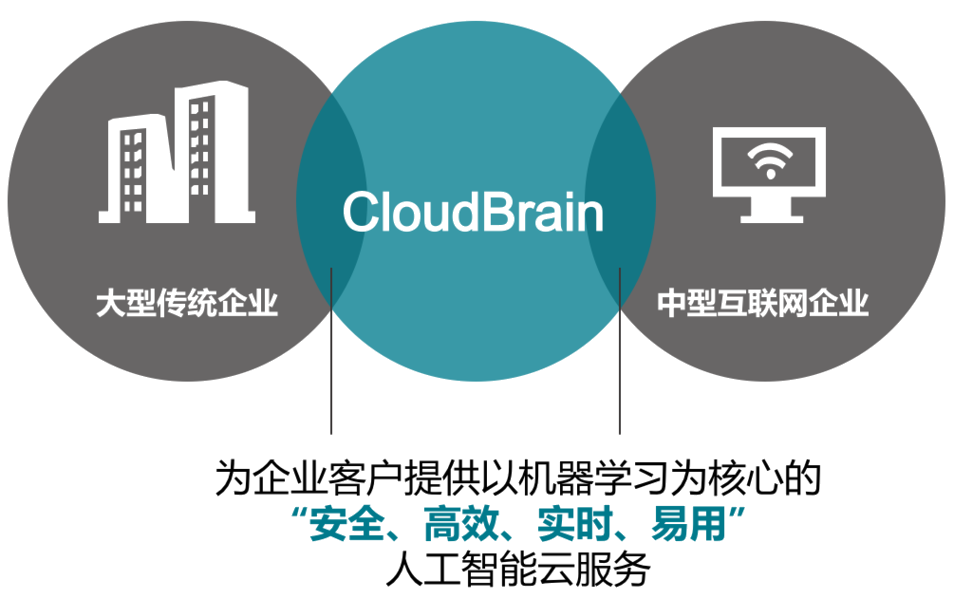 CloudBrain
大型传统企业
中型互联网企业
为企业客户提供以机器学习为核心的
“安全、高效、实时、易用”
人工智能云服务